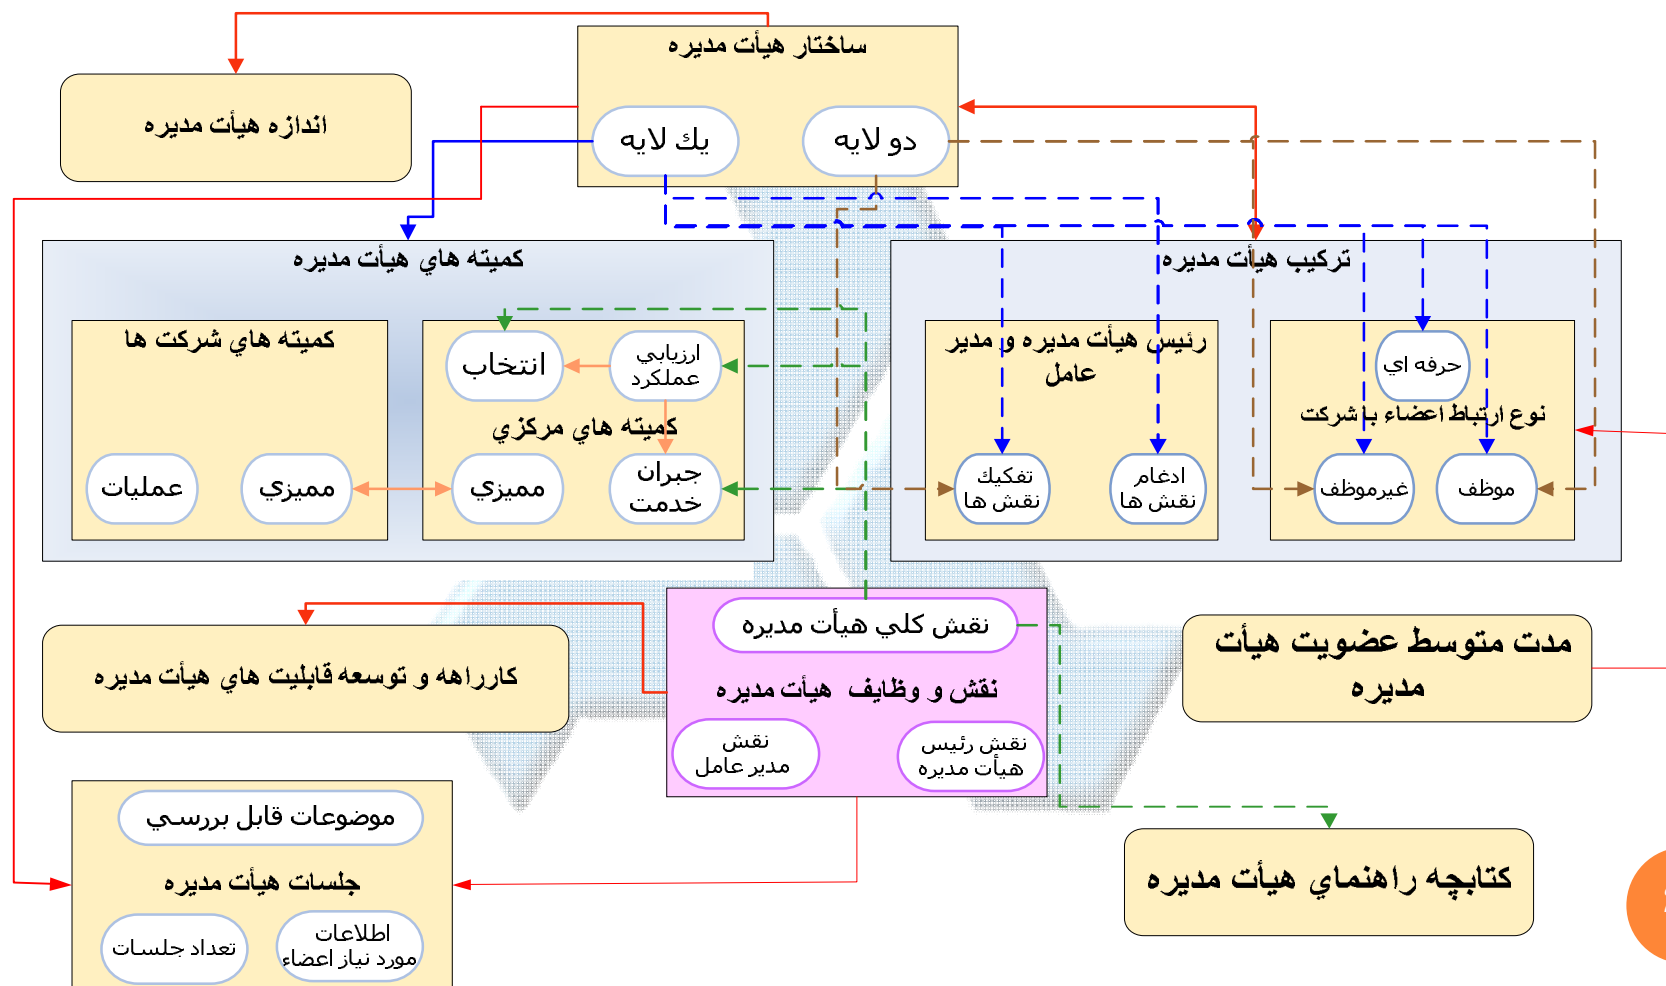 ساختار هيأت مديره
اندازه هيأت مديره
دو لايه
يك لايه
تركيب هيأت مديره
كميته هاي هيأت مديره
نوع ارتباط اعضاء با شركت
حرفه اي
موظف
غيرموظف
رئيس هيأت مديره و مدير
عامل
ادغام
نقش ها
تفكيك
نقش ها
كميته هاي مركزي
ارزيابي
عملكرد
انتخاب
جبران
خدمت
مميزي
كميته هاي شركت ها
مميزي
عمليات
نقش كلي هيأت مديره
نقش و وظايف هيأت مديره
نقش رئيس
هيأت مديره
نقش
مدير عامل
مدت متوسط عضويت هيأت
مديره
كارراهه و توسعه قابليت هاي هيأت مديره
كتابچه راهنماي هيأت مديره
موضوعات قابل بررسي
جلسات هيأت مديره
اطلاعات
مورد نياز اعضاء
تعداد جلسات